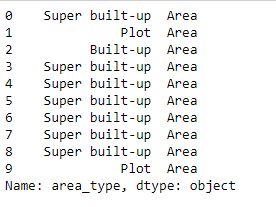 0    Super built-up  Area
1              Plot  Area
2          Built-up  Area
3    Super built-up  Area
4    Super built-up  Area
5    Super built-up  Area
6    Super built-up  Area
7    Super built-up  Area
8    Super built-up  Area
9              Plot  Area
Name: area_type, dtype: object